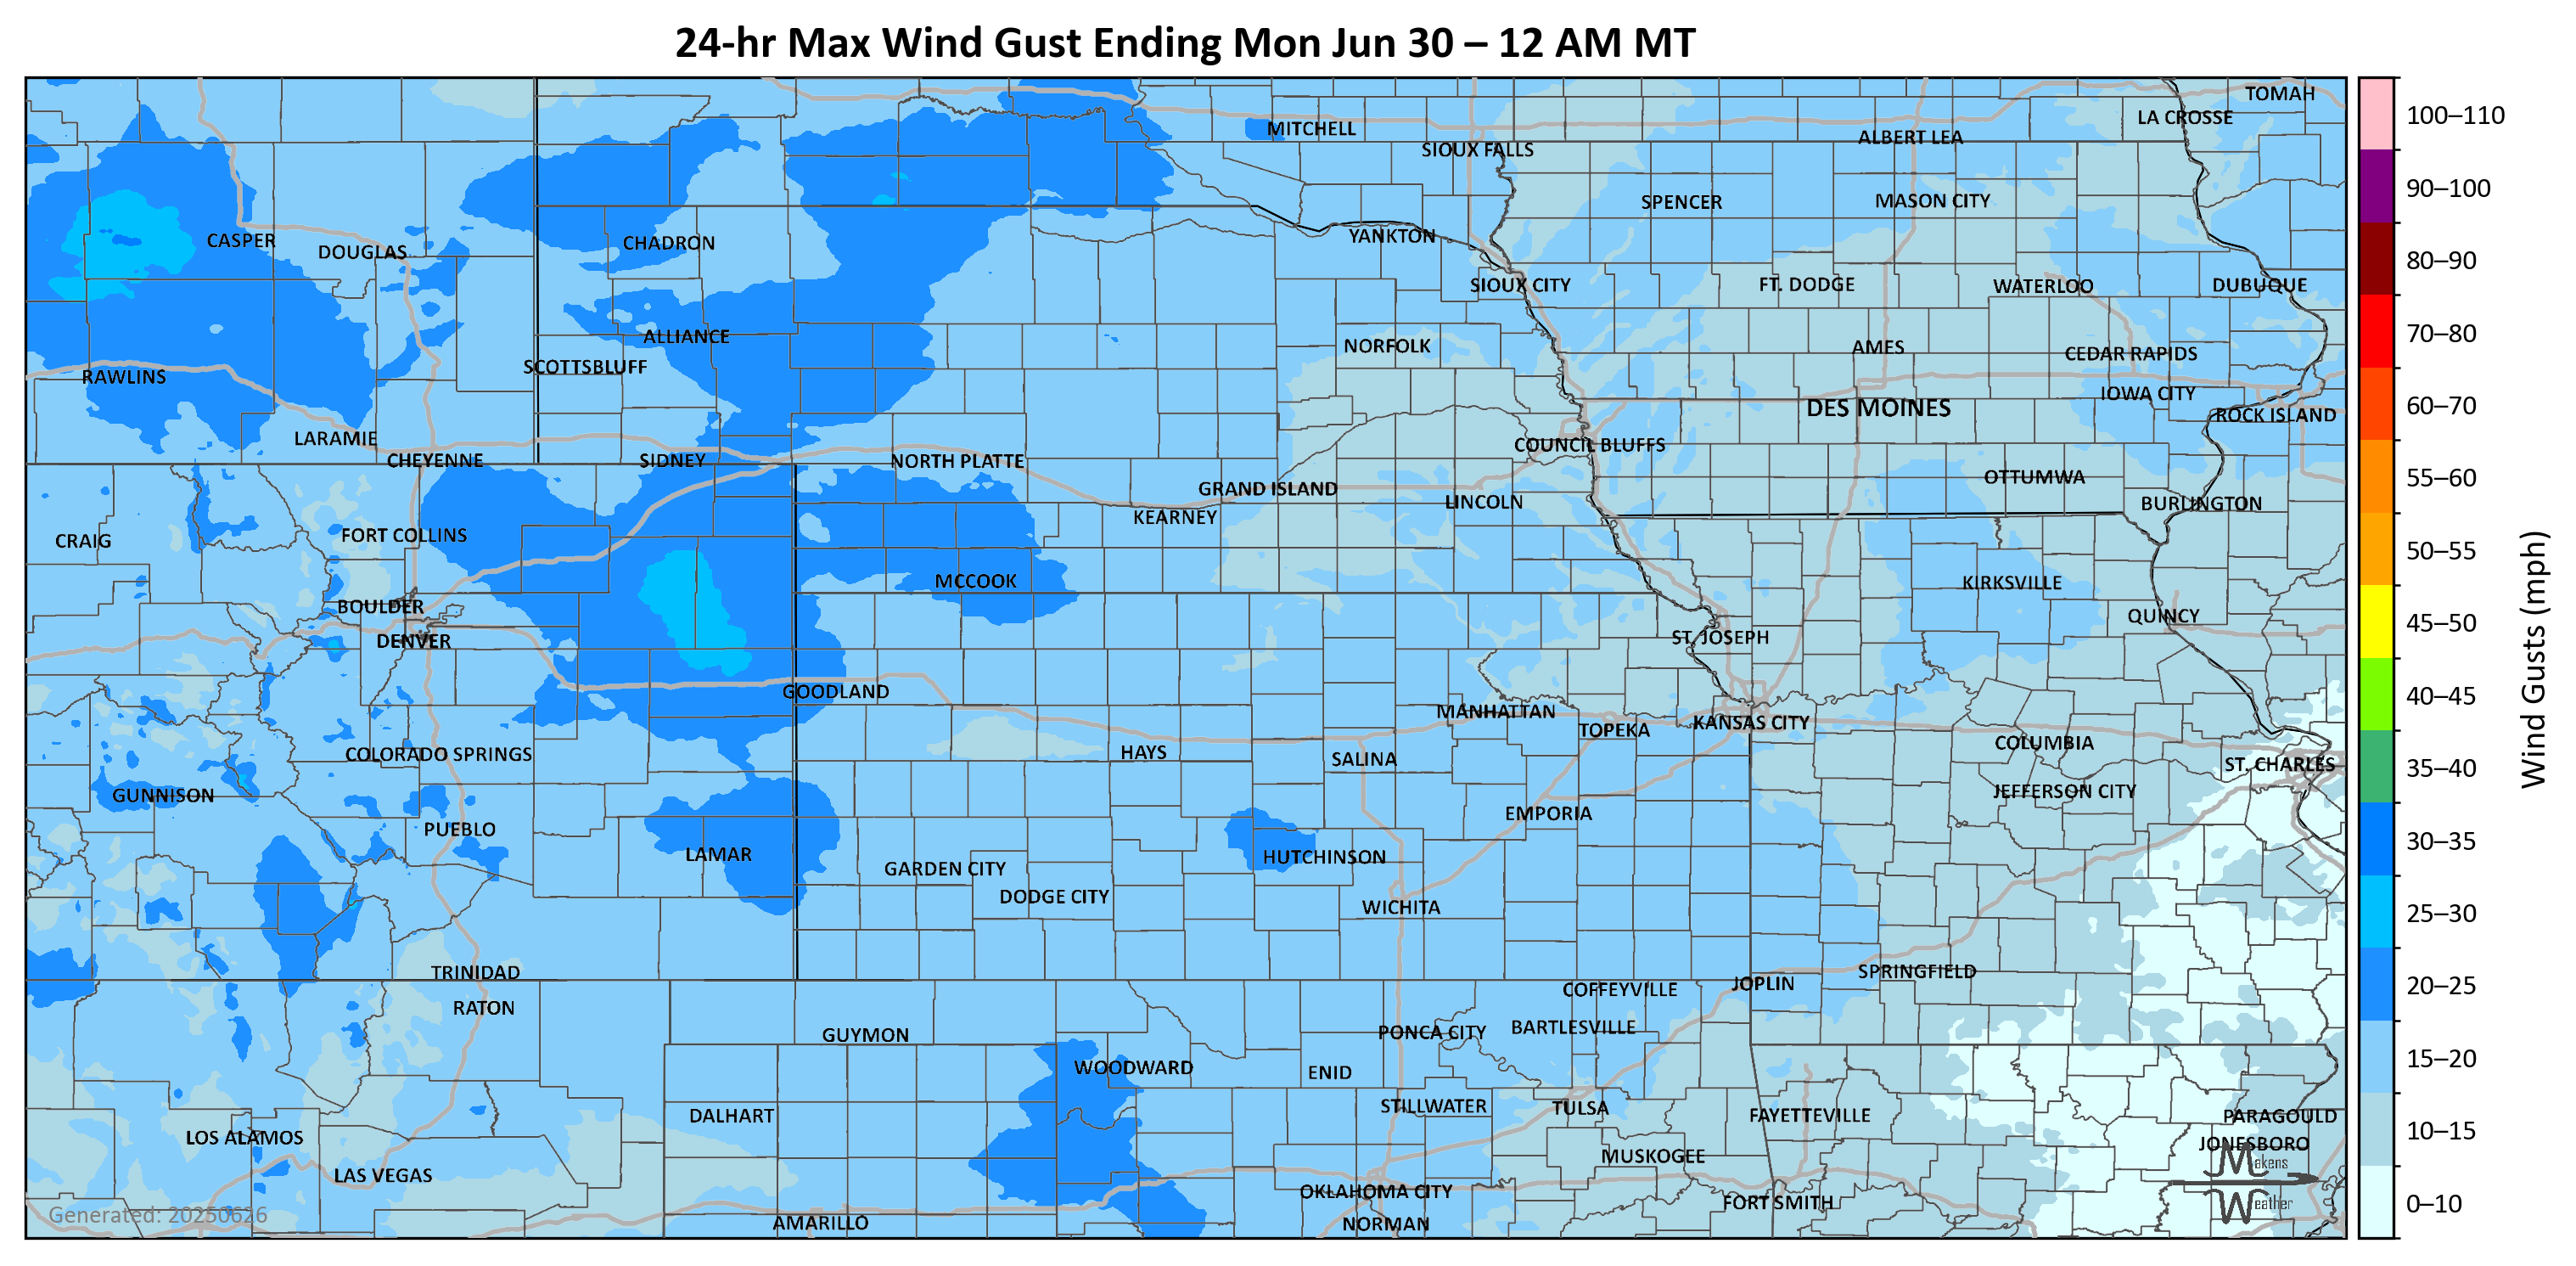 24-hr Max Wind Gust Ending Mon Jun 30 – 12 AM MT
TOMAH
LA CROSSE
MITCHELL
ALBERT LEA
SIOUX FALLS
SPENCER
MASON CITY
YANKTON
CASPER
DOUGLAS
CHADRON
SIOUX CITY
FT. DODGE
WATERLOO
DUBUQUE
ALLIANCE
NORFOLK
AMES
CEDAR RAPIDS
SCOTTSBLUFF
RAWLINS
IOWA CITY
DES MOINES
ROCK ISLAND
LARAMIE
COUNCIL BLUFFS
CHEYENNE
SIDNEY
NORTH PLATTE
OTTUMWA
GRAND ISLAND
LINCOLN
BURLINGTON
KEARNEY
CRAIG
FORT COLLINS
MCCOOK
KIRKSVILLE
BOULDER
QUINCY
DENVER
ST. JOSEPH
GOODLAND
MANHATTAN
TOPEKA
KANSAS CITY
COLUMBIA
COLORADO SPRINGS
HAYS
SALINA
ST. CHARLES
GUNNISON
JEFFERSON CITY
EMPORIA
PUEBLO
LAMAR
HUTCHINSON
GARDEN CITY
DODGE CITY
WICHITA
TRINIDAD
SPRINGFIELD
JOPLIN
COFFEYVILLE
RATON
GUYMON
PONCA CITY
BARTLESVILLE
WOODWARD
ENID
DALHART
STILLWATER
TULSA
FAYETTEVILLE
PARAGOULD
LOS ALAMOS
JONESBORO
MUSKOGEE
LAS VEGAS
OKLAHOMA CITY
FORT SMITH
AMARILLO
NORMAN
Generated: 20250626
Makens
Weather
100–110
90–100
80–90
70–80
60–70
55–60
50–55
45–50
40–45
35–40
30–35
25–30
20–25
15–20
10–15
0–10
Wind Gusts (mph)